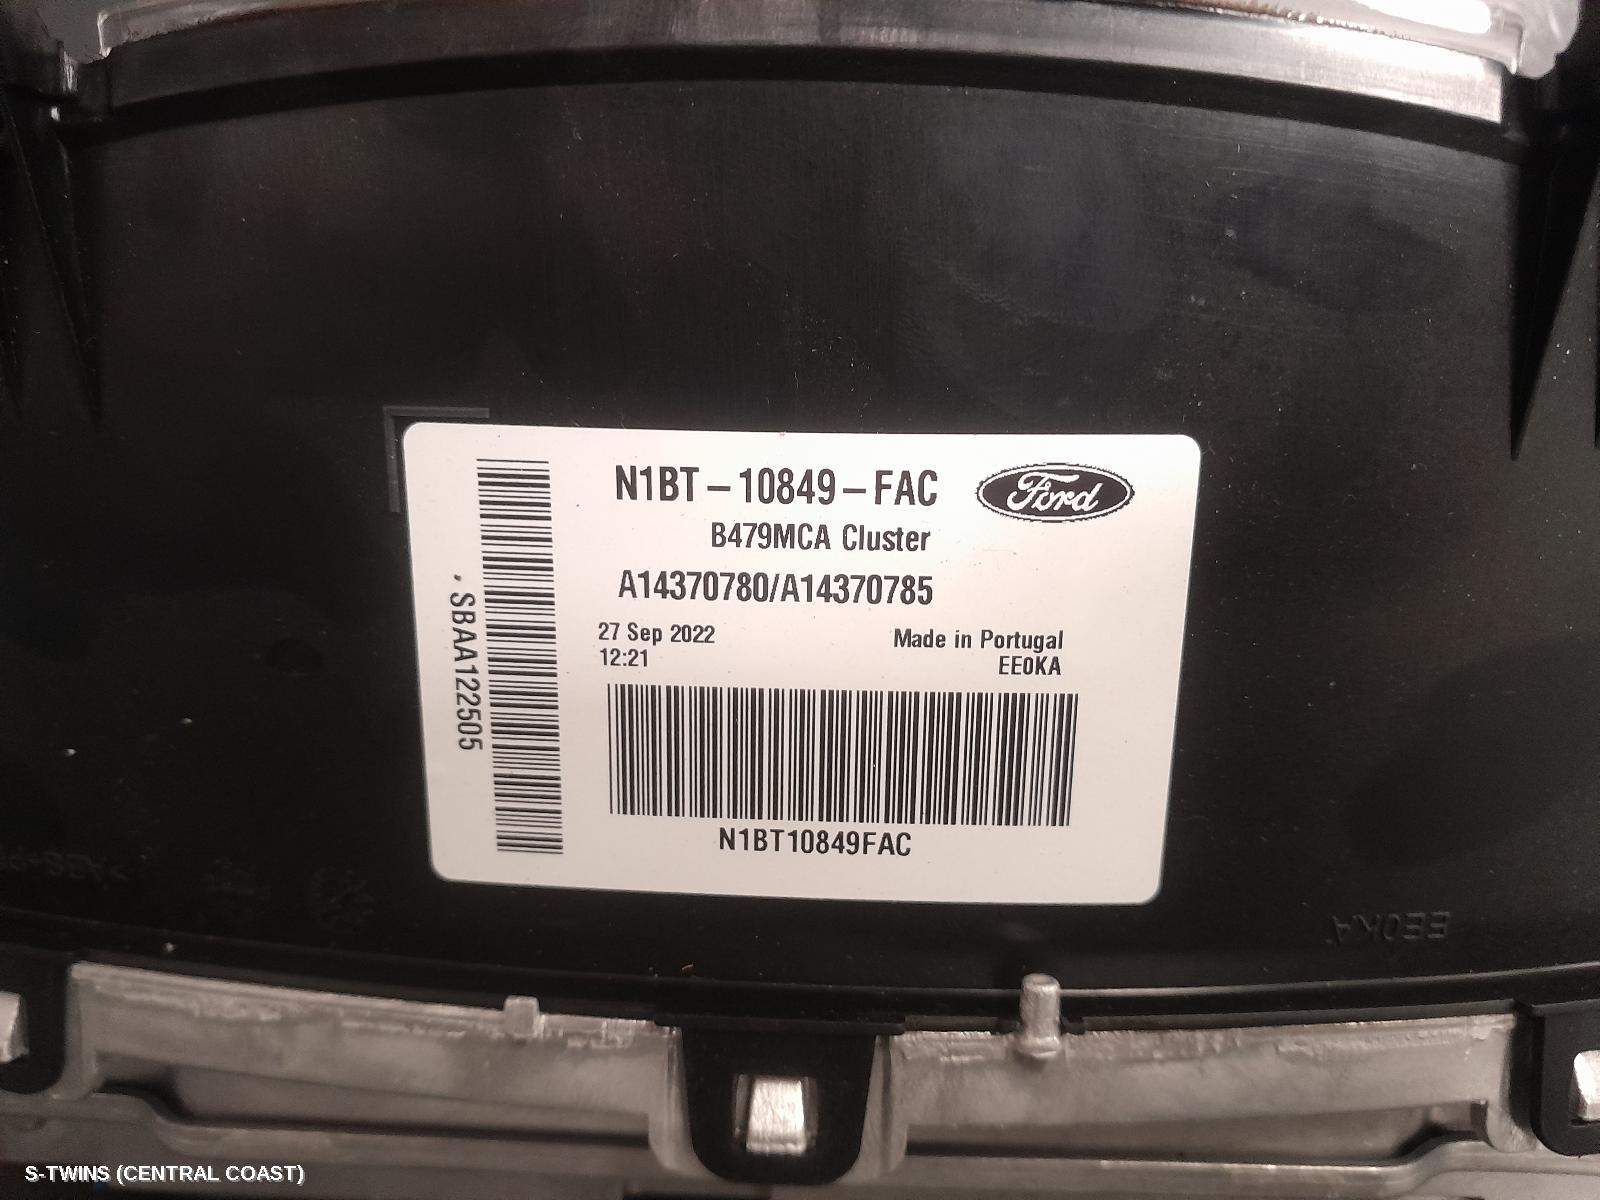 N1BT-10849-FAC
Ford
B479MCA Cluster
A14370780/A14370785
27 Sep 2022
12:21
Made in Portugal
EE0KA
.SBAA122505
N1BT10849FAC
EE0KA
S-TWINS (CENTRAL COAST)